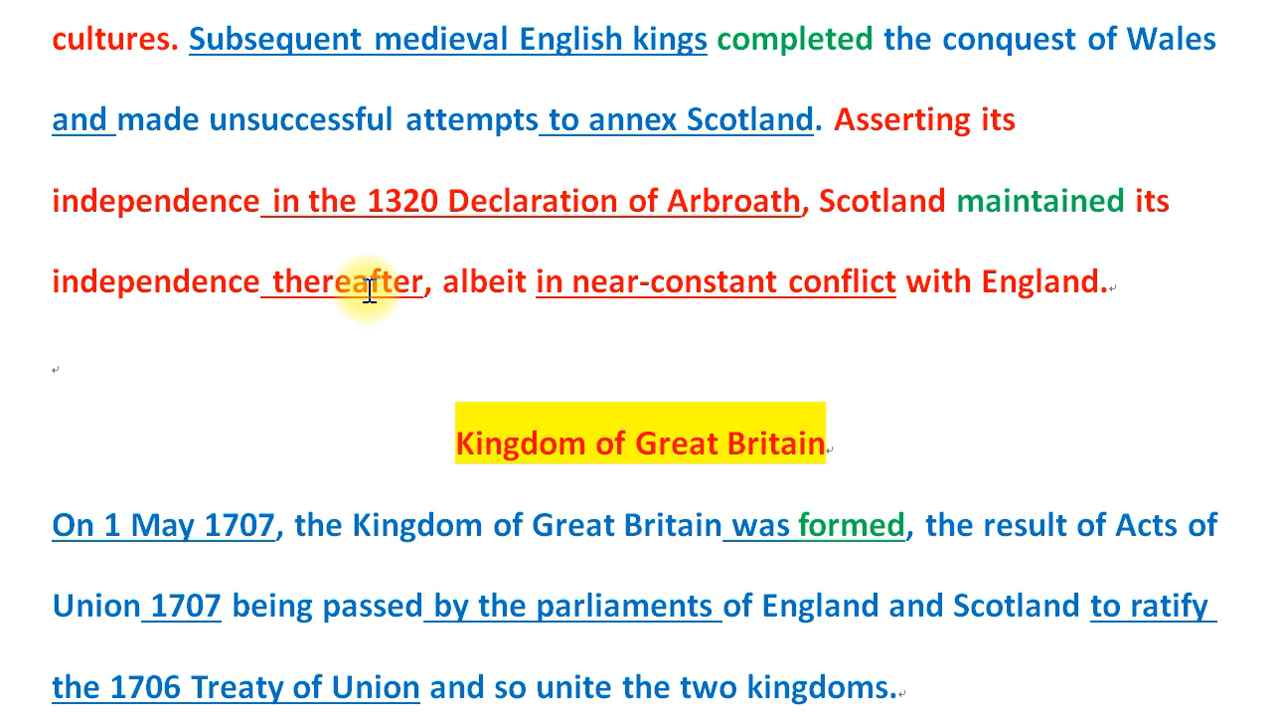 cultures. Subsequent medieval English kings completed the conquest of Wales
and made unsuccessful attempts to annex Scotland. Asserting its
independence in the 1320 Declaration of Arbroath, Scotland maintained its
independence thereafter, albeit in near-constant conflict with England.
Kingdom of Great Britain
On 1 May 1707, the Kingdom of Great Britain was formed, the result of Acts of
Union 1707 being passed by the parliaments of England and Scotland to ratify
the 1706 Treaty of Union and so unite the two kingdoms.